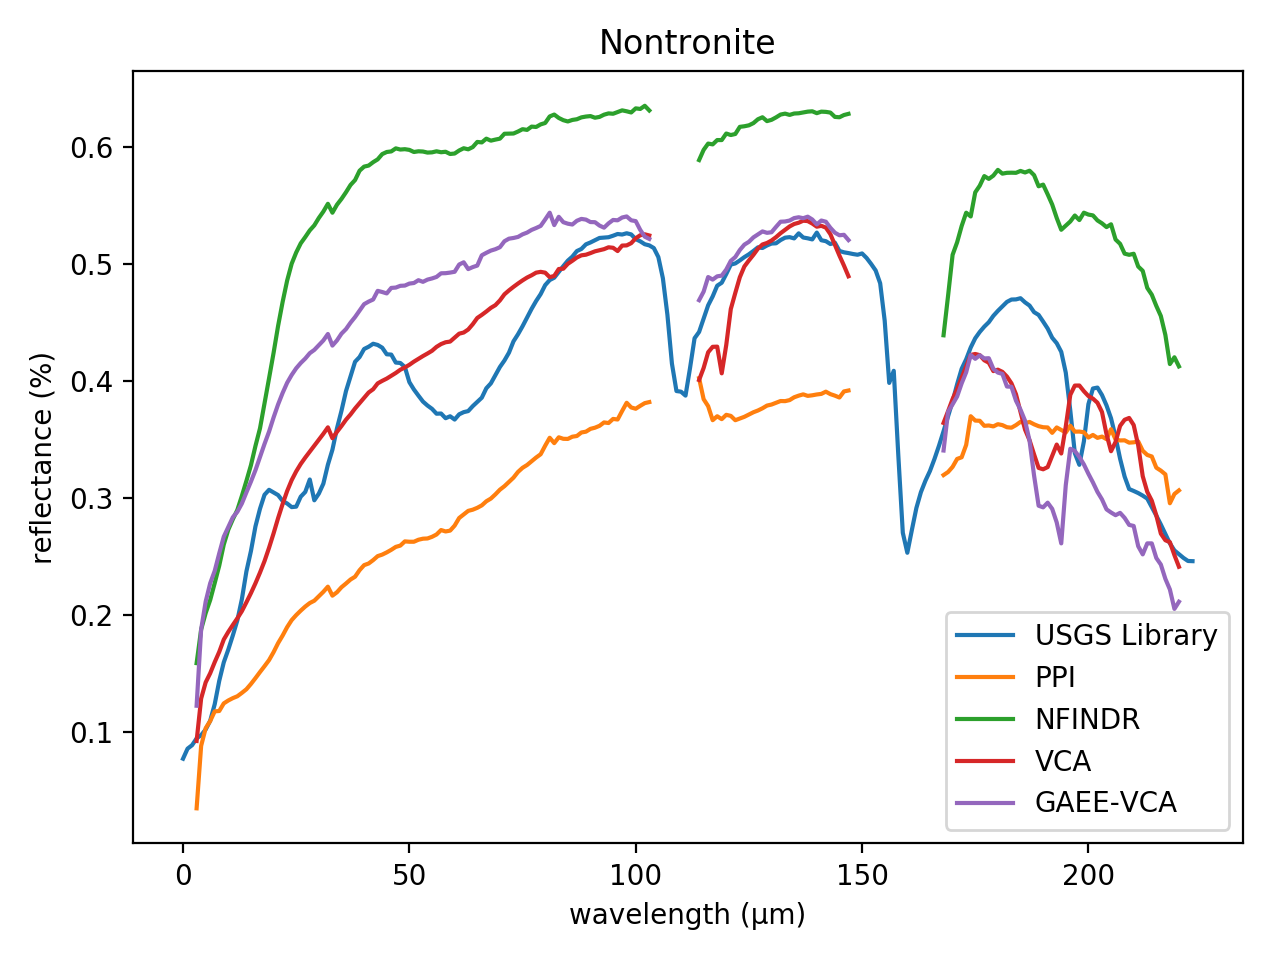 Nontronite
reflectance (%)
0.6
0.5
0.4
0.3
0.2
0.1
0 50 100 150 200
wavelength (μm)
USGS Library
PPI
NFINDR
VCA
GAEE-VCA